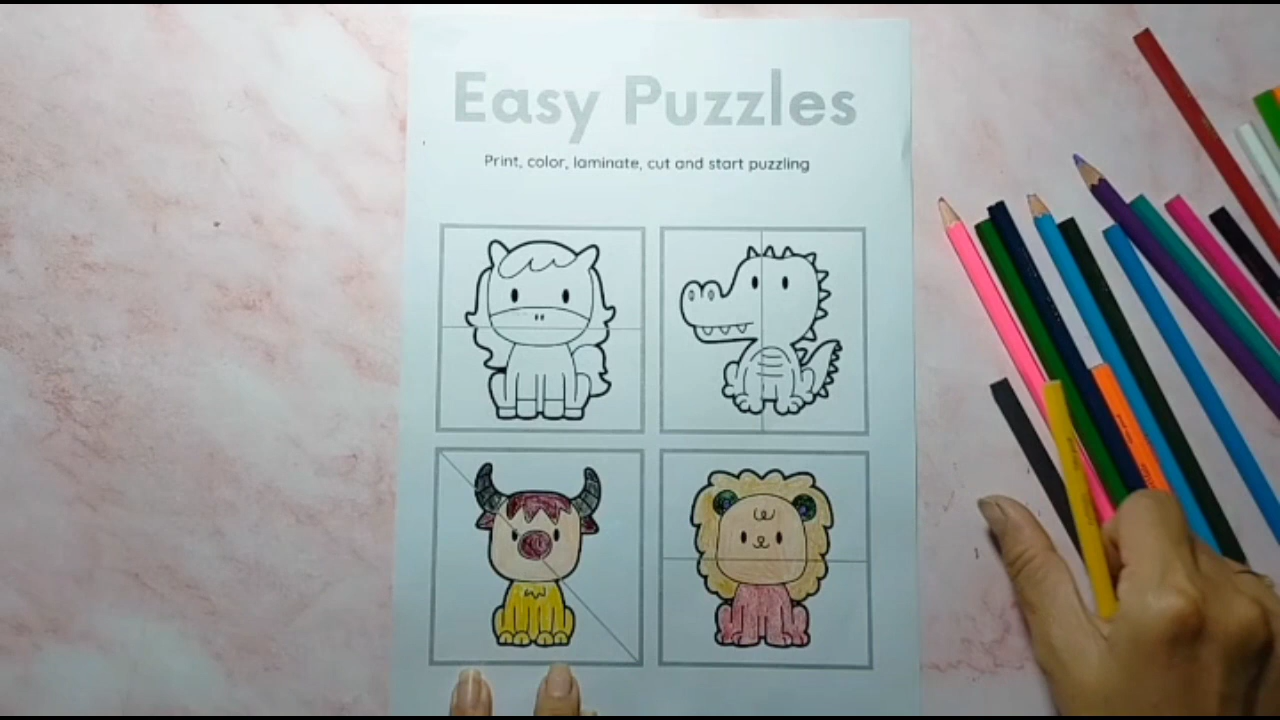 Easy Puzzles
Print, color, laminate, cut and start puzzling